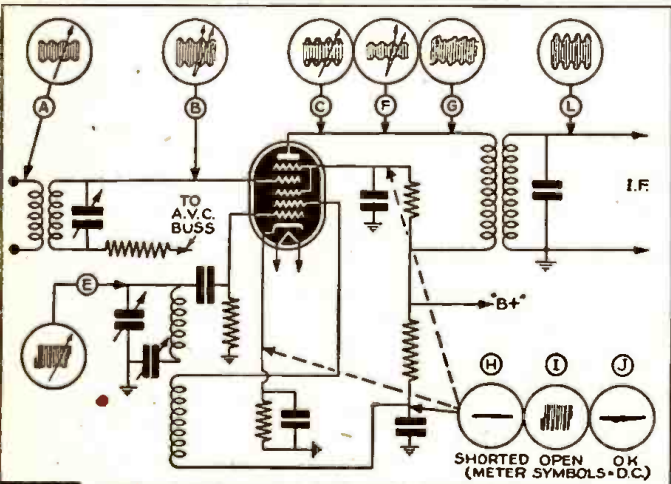 A
B
C
F
G
L
TO
A.V.C.
BUSS
I.F.
E
"B+"
H
I
J
SHORTED OPEN OK
(METER SYMBOLS=D.C.)